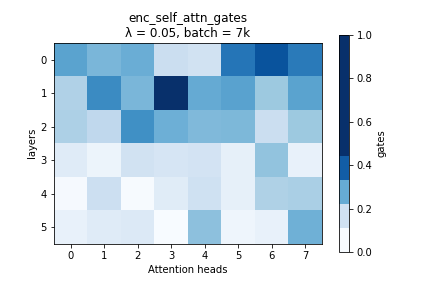 enc_self_attn_gates
λ = 0.05, batch = 7k
0
1
2
3
4
5
layers
0 1 2 3 4 5 6 7
Attention heads
1.0
0.8
0.6
0.4
0.2
0.0
gates